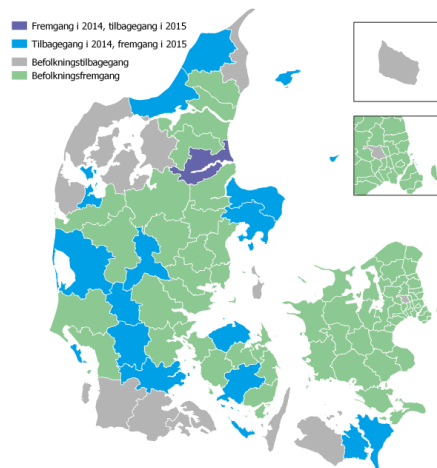 Fremgang i 2014, tilbagegang i 2015
Tilbagegang i 2014, fremgang i 2015
Befolkningstilbagegang
Befolkningsfremgang